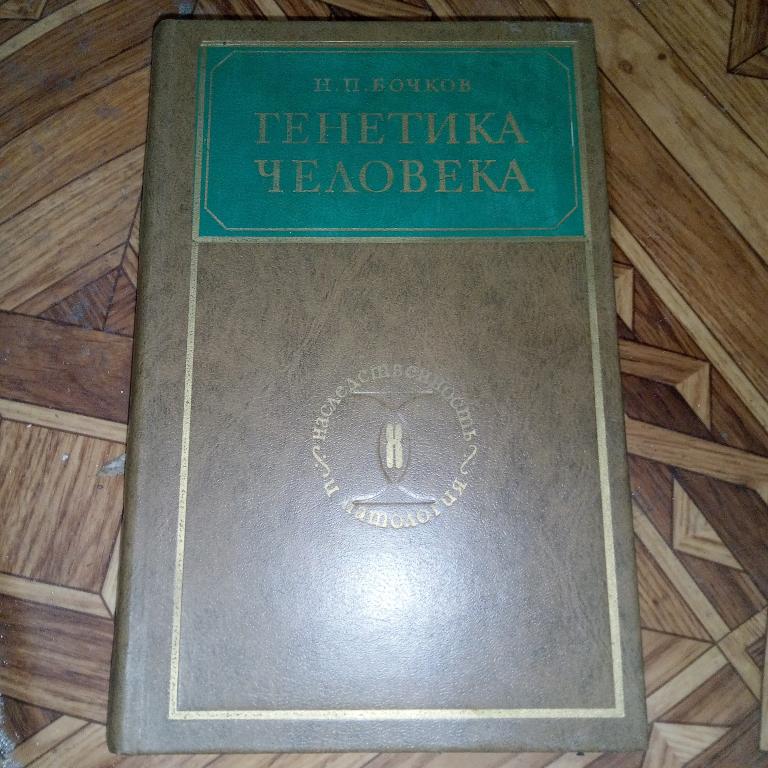 Н. П. БОЧКОВ
ГЕНЕТИКА
ЧЕЛОВЕКА
наследственность
и патология